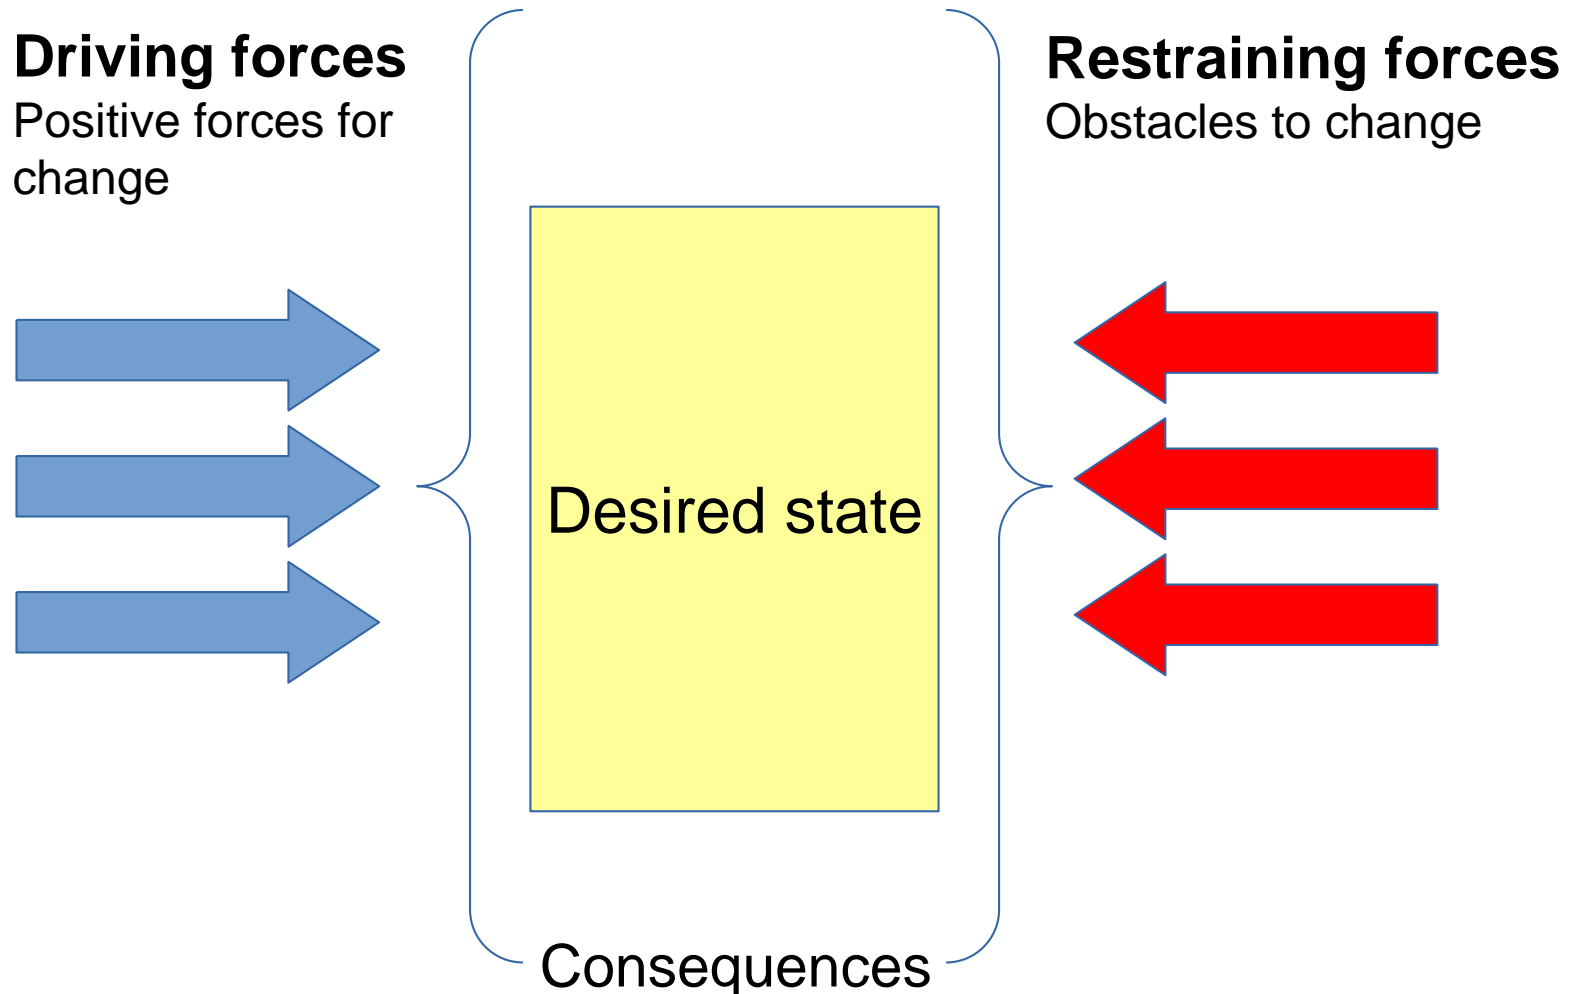 Driving forces
Positive forces for
change
Restraining forces
Obstacles to change
Desired state
Consequences